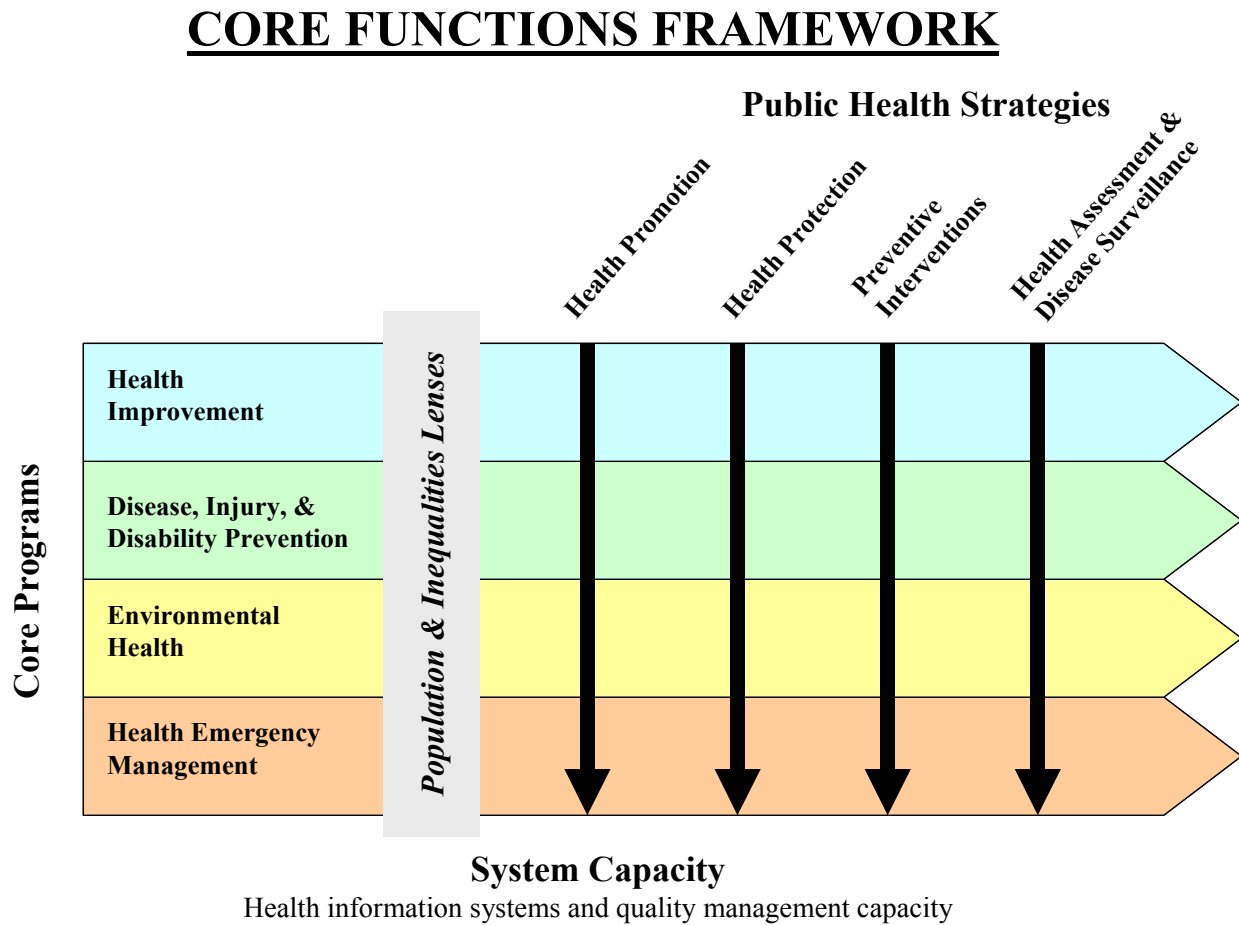 CORE FUNCTIONS FRAMEWORK
Public Health Strategies
Health Promotion
Health Protection
Preventive
Interventions
Health Assessment &
Disease Surveillance
Core Programs
Population & Inequalities Lenses
Health
Improvement
Disease, Injury, &
Disability Prevention
Environmental
Health
Health Emergency
Management
System Capacity
Health information systems and quality management capacity